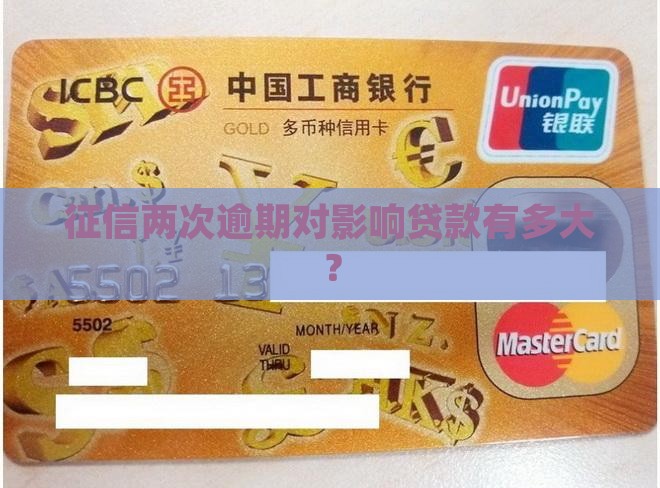 ICBC 中国工商银行
GOLD 多币种信用卡
UnionPay
银联
征信两次逾期对影响贷款有多大
?
5502 13
5502
MONTH/YEAR
VALID
THRU
MasterCard